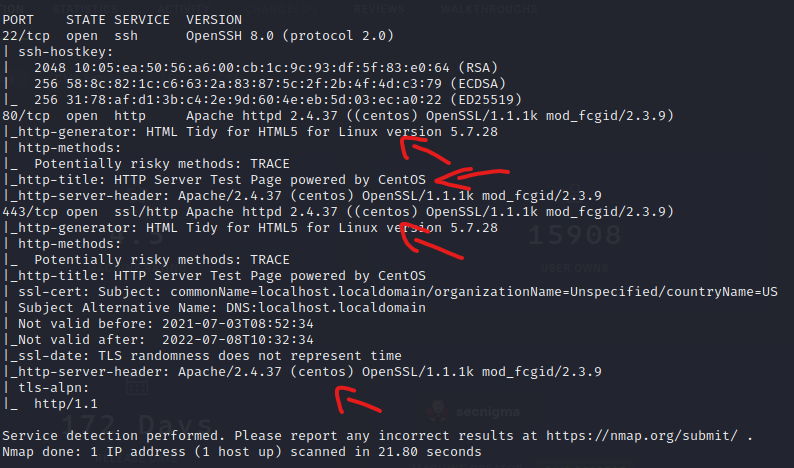 PORT    STATE SERVICE  VERSION
22/tcp  open  ssh      OpenSSH 8.0 (protocol 2.0)
| ssh-hostkey:
|   2048 10:05:ea:50:56:a6:00:cb:1c:9c:93:df:5f:83:e0:64 (RSA)
|   256 58:8c:82:1c:c6:63:2a:83:87:5c:2f:2b:4f:4d:c3:79 (ECDSA)
|_  256 31:78:af:d1:3b:c4:2e:9d:60:4e:eb:5d:03:ec:a0:22 (ED25519)
80/tcp  open  http     Apache httpd 2.4.37 ((centos) OpenSSL/1.1.1k mod_fcgid/2.3.9)
|_http-generator: HTML Tidy for HTML5 for Linux version 5.7.28
| http-methods:
|_  Potentially risky methods: TRACE
|_http-title: HTTP Server Test Page powered by CentOS
|_http-server-header: Apache/2.4.37 (centos) OpenSSL/1.1.1k mod_fcgid/2.3.9
443/tcp open  ssl/http Apache httpd 2.4.37 ((centos) OpenSSL/1.1.1k mod_fcgid/2.3.9)
|_http-generator: HTML Tidy for HTML5 for Linux version 5.7.28
| http-methods:
|_  Potentially risky methods: TRACE
|_http-title: HTTP Server Test Page powered by CentOS
| ssl-cert: Subject: commonName=localhost.localdomain/organizationName=Unspecified/countryName=US
| Subject Alternative Name: DNS:localhost.localdomain
| Not valid before: 2021-07-03T08:52:34
|_Not valid after:  2022-07-08T10:32:34
|_ssl-date: TLS randomness does not represent time
|_http-server-header: Apache/2.4.37 (centos) OpenSSL/1.1.1k mod_fcgid/2.3.9
| tls-alpn:
|_  http/1.1
Service detection performed. Please report any incorrect results at https://nmap.org/submit/ .
Nmap done: 1 IP address (1 host up) scanned in 21.80 seconds
STATISTICS
ACTIVITY
REVIEWS
WALKTHROUGHS
15908
USER OWNS
172 Days
seonigma